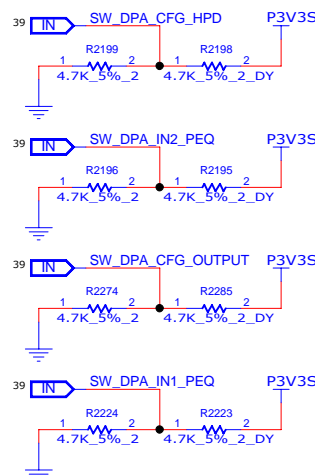 39 IN SW_DPA_CFG_HPD P3V3S
R2199 R2198
1 2 1 2
4.7K_5%_2 4.7K_5%_2_DY
39 IN SW_DPA_IN2_PEQ P3V3S
R2196 R2195
1 2 1 2
4.7K_5%_2 4.7K_5%_2_DY
39 IN SW_DPA_CFG_OUTPUT P3V3S
R2274 R2285
1 2 1 2
4.7K_5%_2 4.7K_5%_2_DY
39 IN SW_DPA_IN1_PEQ P3V3S
R2224 R2223
1 2 1 2
4.7K_5%_2 4.7K_5%_2_DY